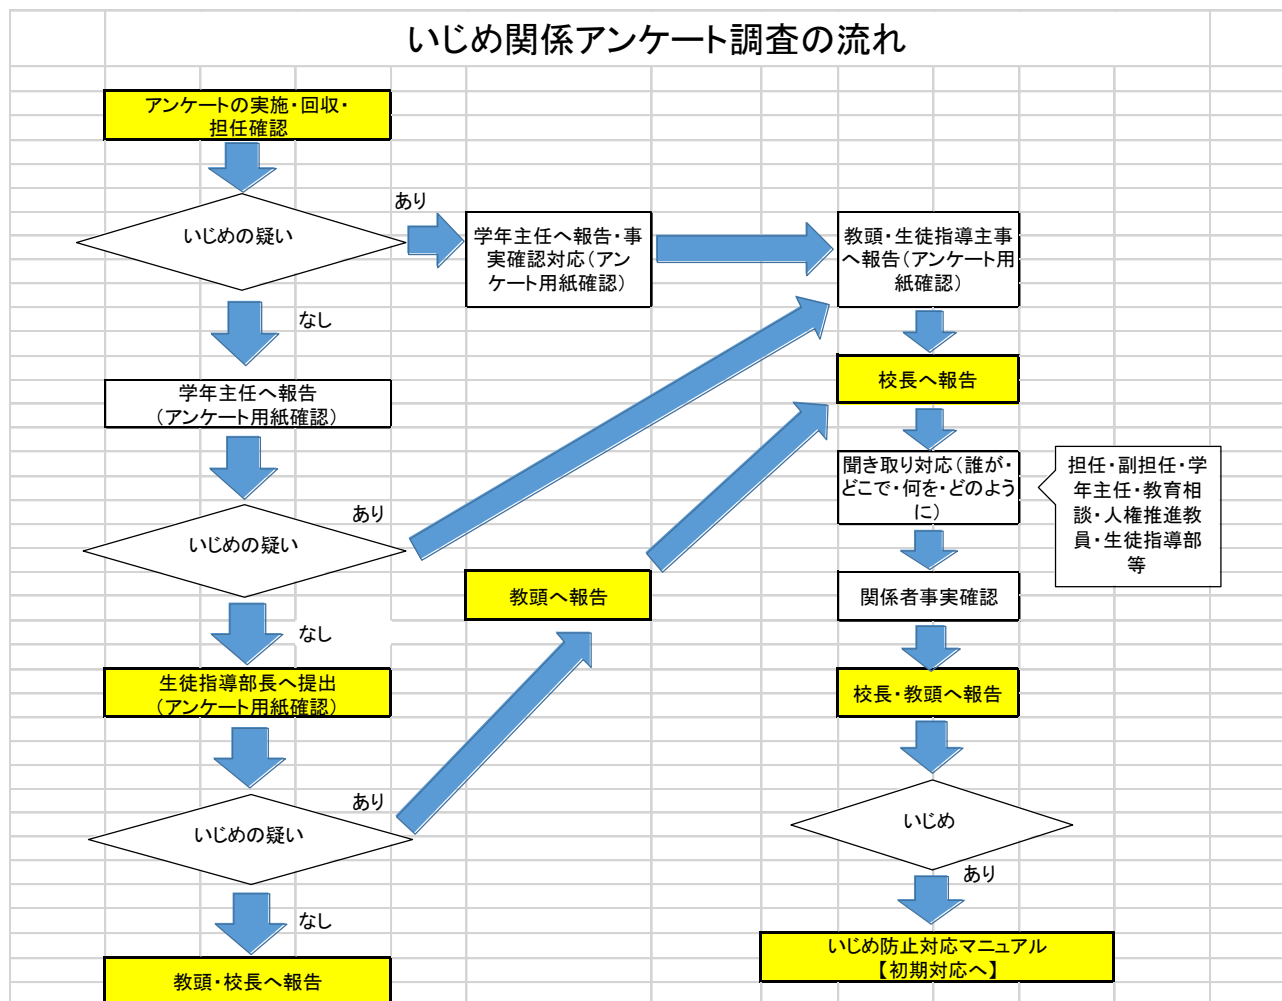 いじめ関係アンケート調査の流れ
アンケートの実施・回収・
担任確認
いじめの疑い
あり
学年主任へ報告・事
実確認対応（アン
ケート用紙確認）
教頭・生徒指導主事
へ報告（アンケート用
紙確認）
なし
学年主任へ報告
（アンケート用紙確認）
校長へ報告
いじめの疑い
あり
聞き取り対応（誰が・
どこで・何を・どのよう
に）
担任・副担任・学
年主任・教育相
談・人権推進教
員・生徒指導部
等
教頭へ報告
関係者事実確認
なし
生徒指導部長へ提出
（アンケート用紙確認）
校長・教頭へ報告
いじめの疑い
あり
いじめ
あり
なし
いじめ防止対応マニュアル
【初期対応へ】
教頭・校長へ報告